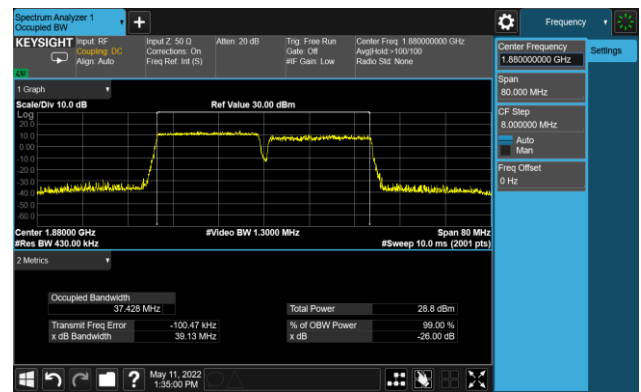 Spectrum Analyzer 1
Occupied BW
+
Frequency
KEYSIGHT
Input: RF
Coupling: DC
Align: Auto
Input Z: 50 Ω
Corrections: On
Freq Ref: Int (S)
Atten: 20 dB
Trig: Free Run
Gate: Off
#IF Gain: Low
Center Freq: 1.880000000 GHz
Avg|Hold:>100/100
Radio Std: None
Center Frequency
1.880000000 GHz
Settings
Span
80.000 MHz
CF Step
8.000000 MHz
Auto
Man
Freq Offset
0 Hz
1 Graph
Scale/Div 10.0 dB
Ref Value 30.00 dBm
Log
20.0
10.0
0.00
-10.0
-20.0
-30.0
-40.0
-50.0
-60.0
Center 1.88000 GHz
#Video BW 1.3000 MHz
Span 80 MHz
#Res BW 430.00 kHz
#Sweep 10.0 ms (2001 pts)
2 Metrics
Occupied Bandwidth
37.428 MHz
Total Power 28.8 dBm
Transmit Freq Error -100.47 kHz
% of OBW Power 99.00 %
x dB Bandwidth 39.13 MHz
x dB -26.00 dB
?
May 11, 2022
1:35:00 PM